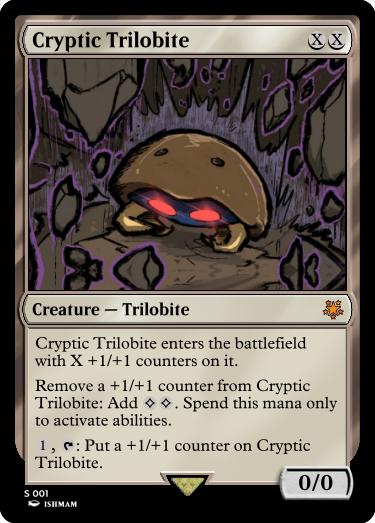 Cryptic Trilobite XX
Creature — Trilobite
Cryptic Trilobite enters the battlefield
with X +1/+1 counters on it.
Remove a +1/+1 counter from Cryptic
Trilobite: Add ◇◇. Spend this mana only
to activate abilities.
1, T: Put a +1/+1 counter on Cryptic
Trilobite.
0/0
S 001
ISHMAM